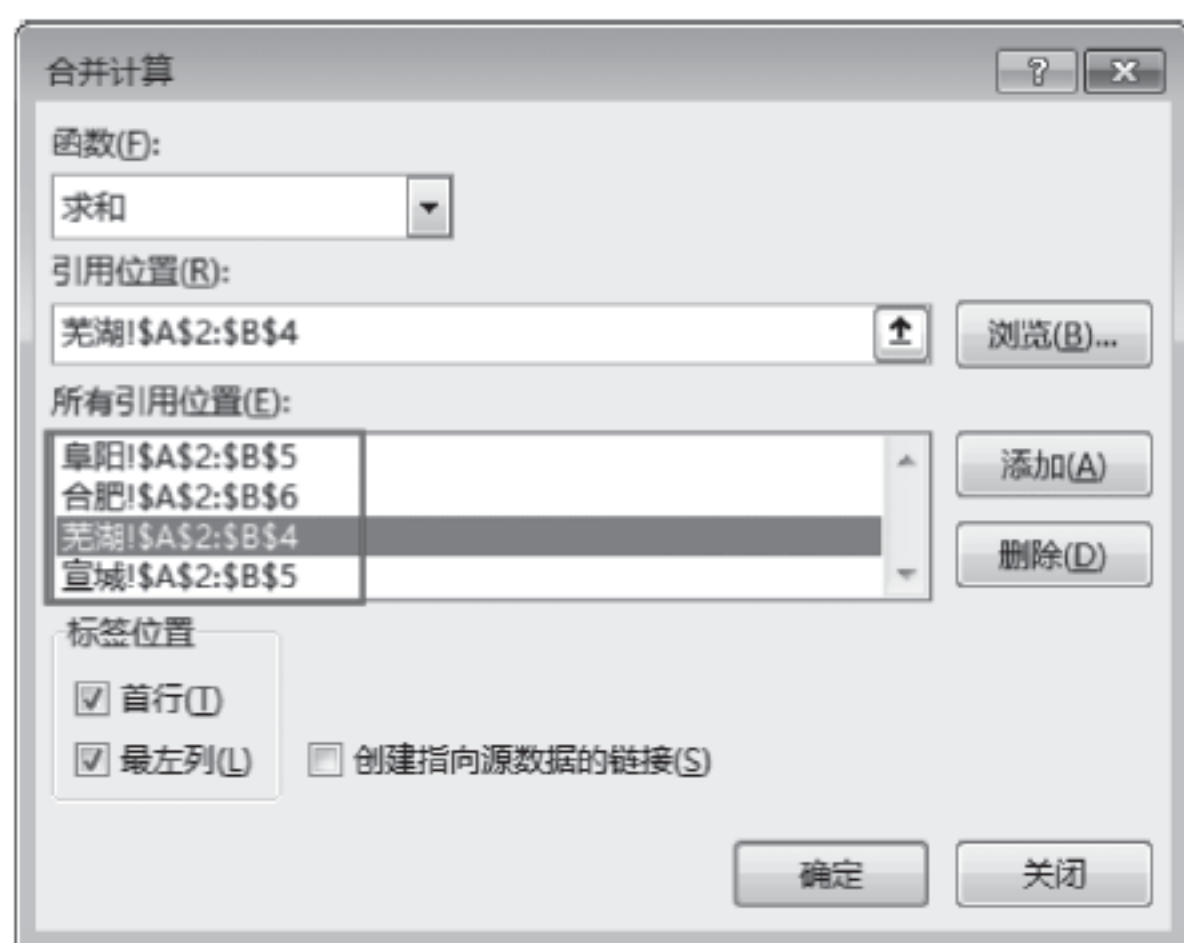 合并计算
函数(F):
求和
引用位置(R):
芜湖!$A$2:$B$4
浏览(B)...
所有引用位置(E):
阜阳!$A$2:$B$5
合肥!$A$2:$B$6
芜湖!$A$2:$B$4
宣城!$A$2:$B$5
添加(A)
删除(D)
标签位置
首行(T)
最左列(L)
创建指向源数据的链接(S)
确定
关闭